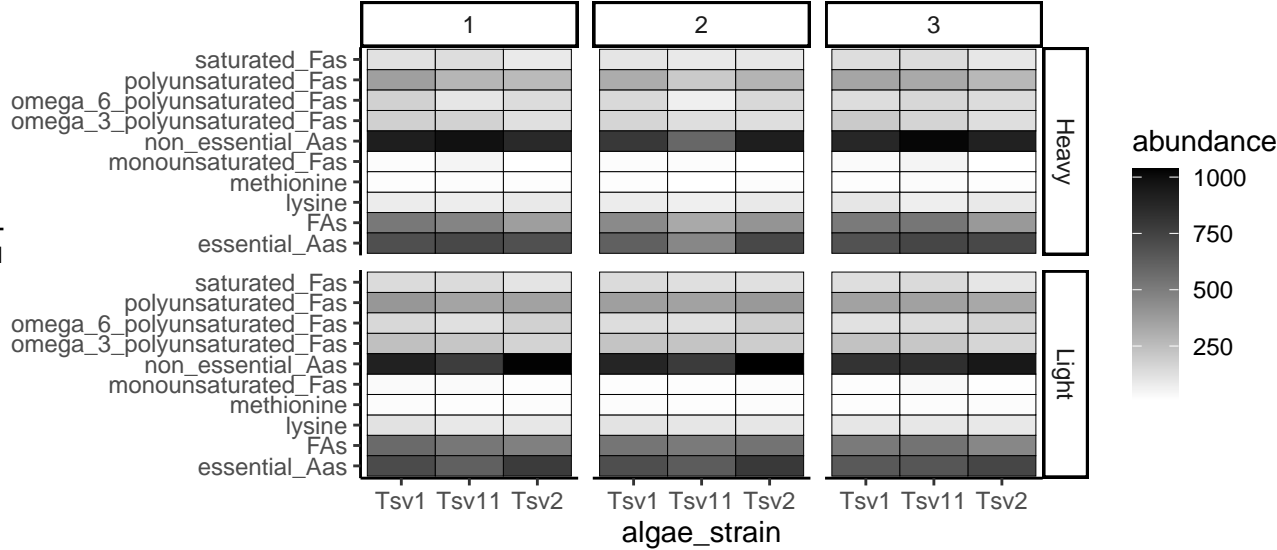 1 2 3
saturated_Fas
polyunsaturated_Fas
omega_6_polyunsaturated_Fas
omega_3_polyunsaturated_Fas
non_essential_Aas
monounsaturated_Fas
methionine
lysine
FAs
essential_Aas
Heavy
saturated_Fas
polyunsaturated_Fas
omega_6_polyunsaturated_Fas
omega_3_polyunsaturated_Fas
non_essential_Aas
monounsaturated_Fas
methionine
lysine
FAs
essential_Aas
Light
Tsv1 Tsv11 Tsv2 Tsv1 Tsv11 Tsv2 Tsv1 Tsv11 Tsv2
algae_strain
abundance
1000
750
500
250